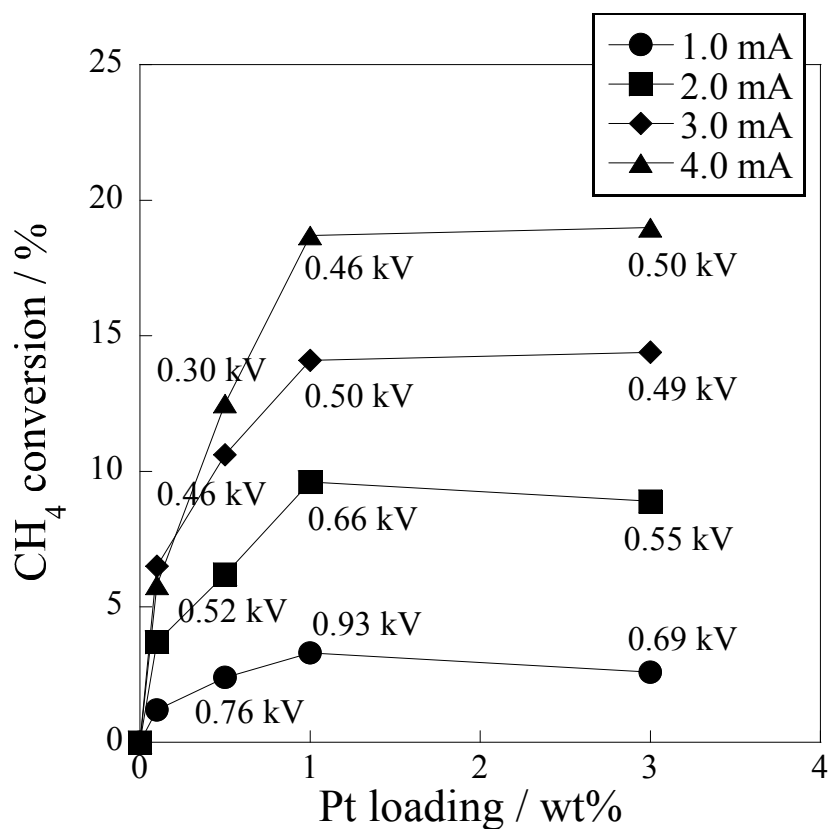 1.0 mA
2.0 mA
3.0 mA
4.0 mA
25
20
15
10
5
0
CH4 conversion / %
0.46 kV
0.50 kV
0.30 kV
0.50 kV
0.49 kV
0.46 kV
0.66 kV
0.55 kV
0.52 kV
0.93 kV
0.69 kV
0.76 kV
0 1 2 3 4
Pt loading / wt%